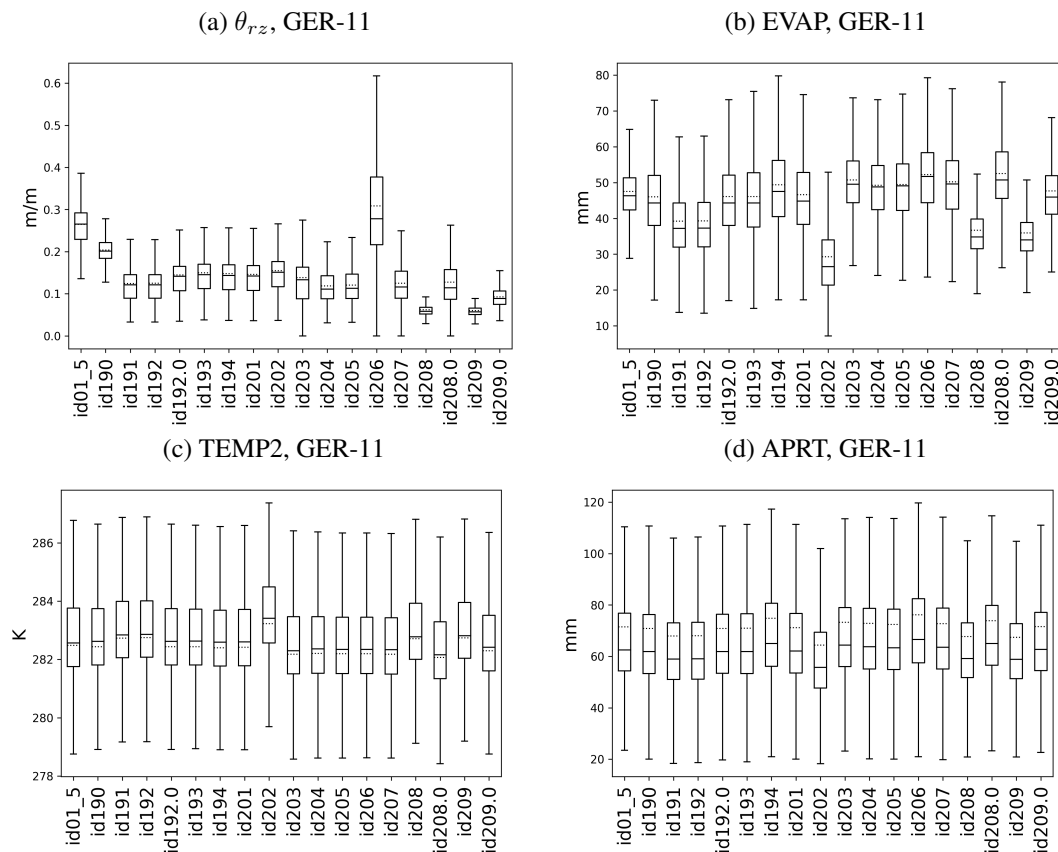 (a) θrz, GER-11
0.6
0.5
0.4
0.3
0.2
0.1
0.0
m/m
id01_5
id190
id191
id192
id192.0
id193
id194
id201
id202
id203
id204
id205
id206
id207
id208
id208.0
id209
id209.0
(b) EVAP, GER-11
80
70
60
50
40
30
20
10
mm
id01_5
id190
id191
id192
id192.0
id193
id194
id201
id202
id203
id204
id205
id206
id207
id208
id208.0
id209
id209.0
(c) TEMP2, GER-11
286
284
282
280
278
K
id01_5
id190
id191
id192
id192.0
id193
id194
id201
id202
id203
id204
id205
id206
id207
id208
id208.0
id209
id209.0
(d) APRT, GER-11
120
100
80
60
40
20
mm
id01_5
id190
id191
id192
id192.0
id193
id194
id201
id202
id203
id204
id205
id206
id207
id208
id208.0
id209
id209.0